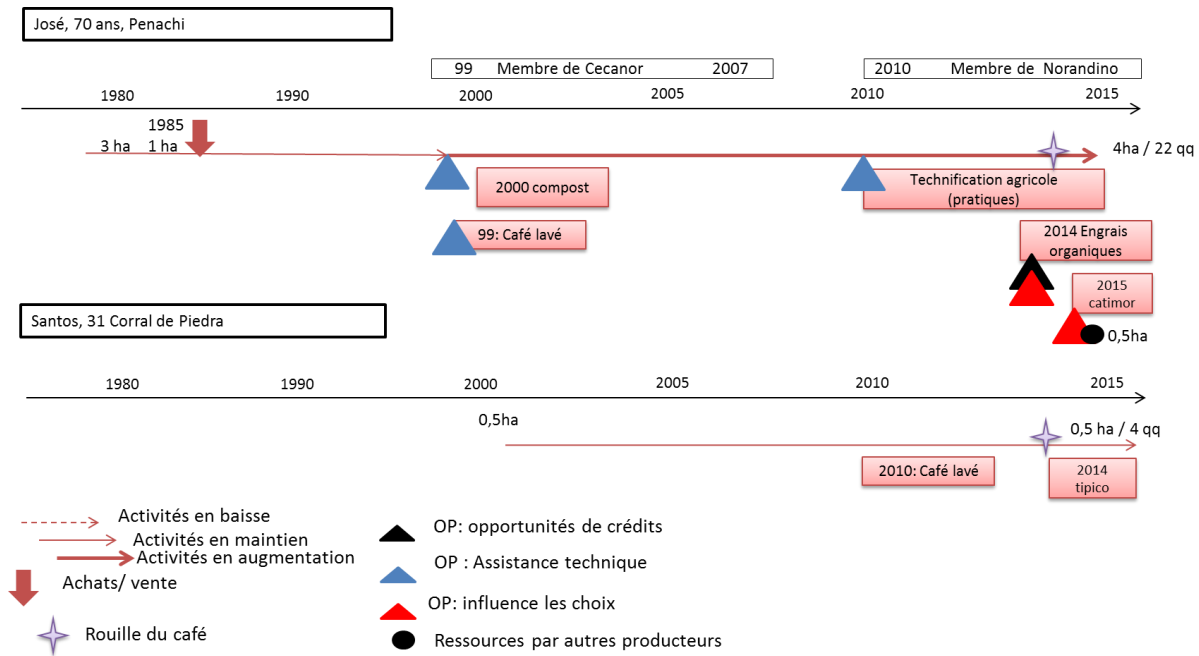 José, 70 ans, Penachi
99 Membre de Cecanor 2007
2010 Membre de Norandino
1980 1990 2000 2005 2010 2015
1985
3 ha 1 ha
4ha / 22 qq
2000 compost
Technification agricole
(pratiques)
99: Café lavé
2014 Engrais
organiques
2015
catimor
0,5ha
Santos, 31 Corral de Piedra
1980 1990 2000 2005 2010 2015
0,5ha
0,5 ha / 4 qq
2010: Café lavé
2014
tipico
Activités en baisse
Activités en maintien
Activités en augmentation
Achats/ vente
Rouille du café
OP: opportunités de crédits
OP : Assistance technique
OP: influence les choix
Ressources par autres producteurs